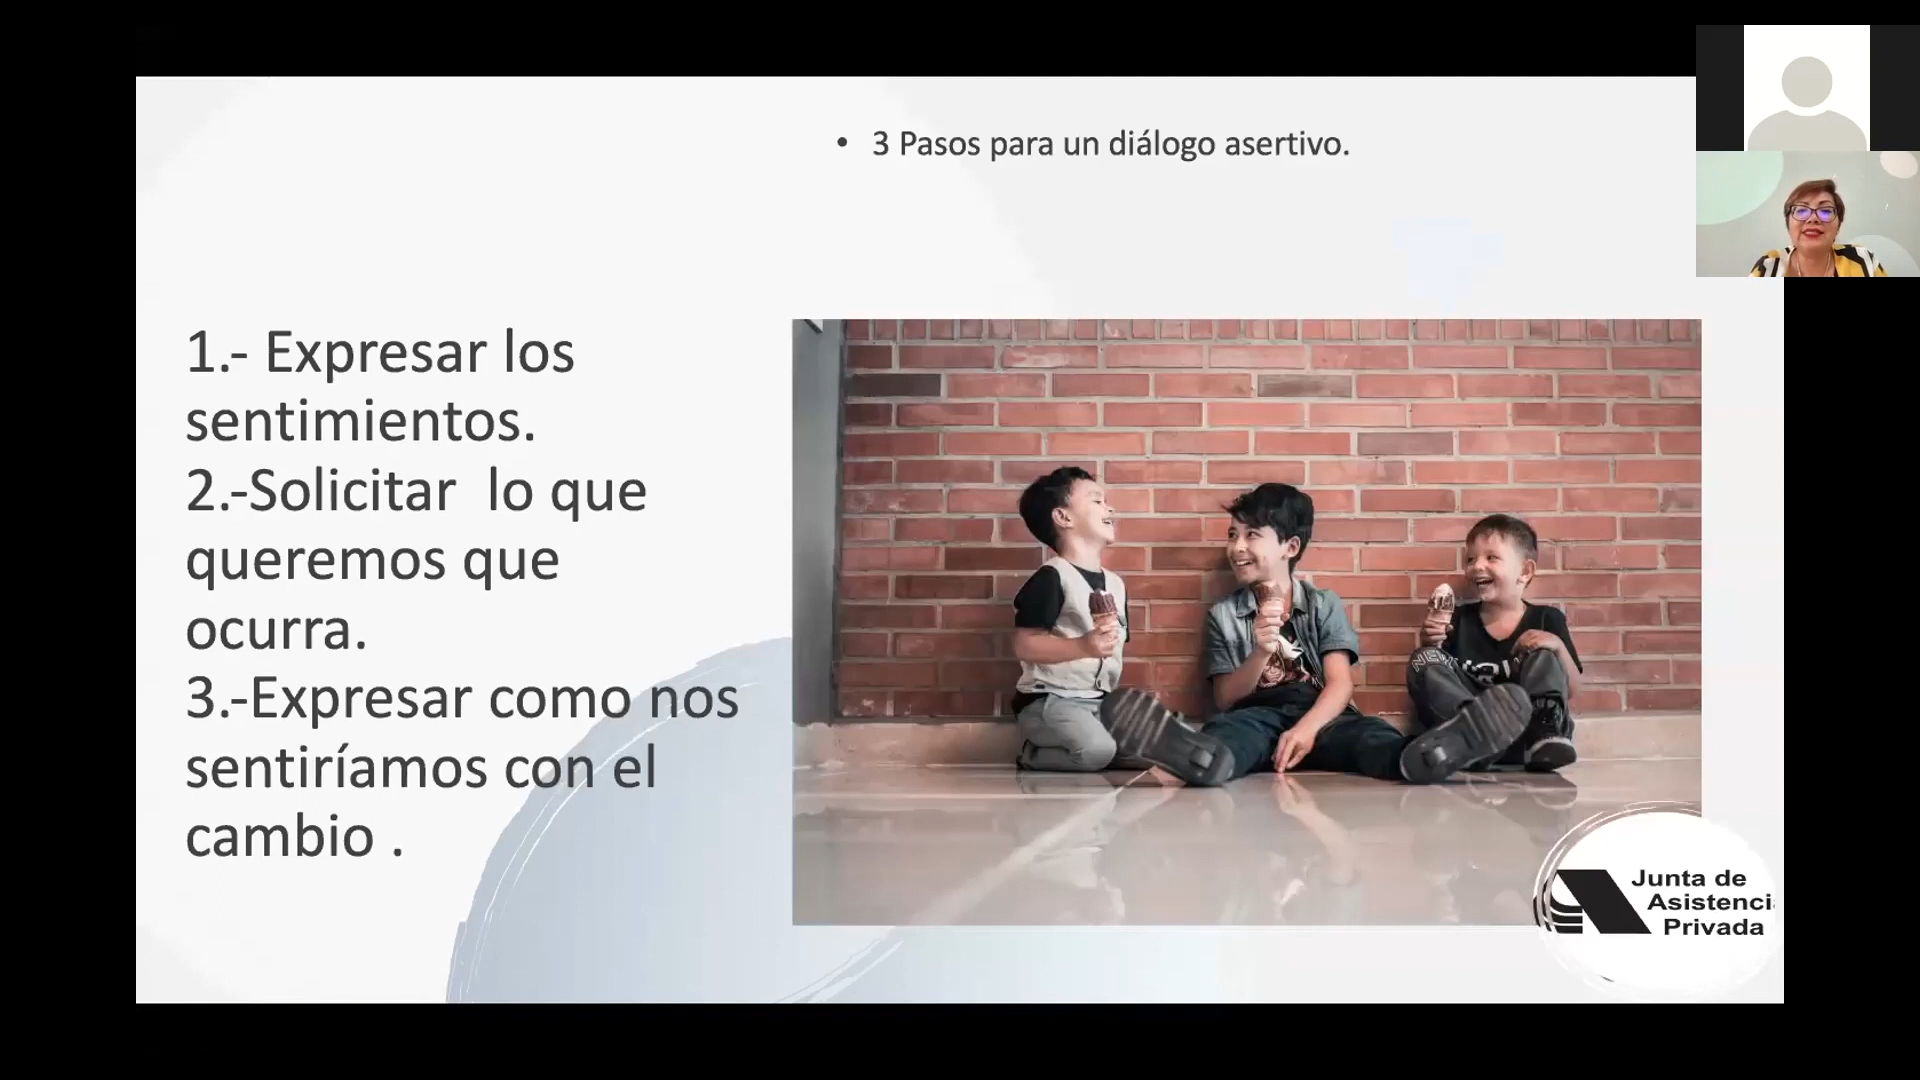 • 3 Pasos para un diálogo asertivo.
1.- Expresar los
sentimientos.
2.-Solicitar  lo que
queremos que
ocurra.
3.-Expresar como nos
sentiríamos con el
cambio .
Junta de
Asistenci
Privada